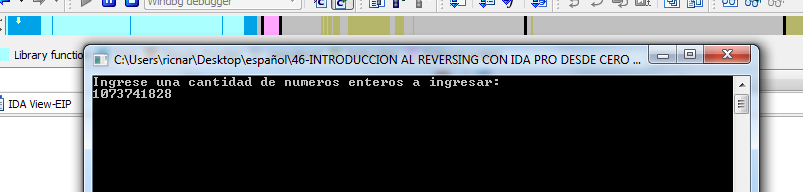 Windbg debugger
Library functio
C:\Users\ricnar\Desktop\español\46-INTRODUCCION AL REVERSING CON IDA PRO DESDE CERO ...
Ingrese una cantidad de numeros enteros a ingresar:
1073741828
IDA View-EIP